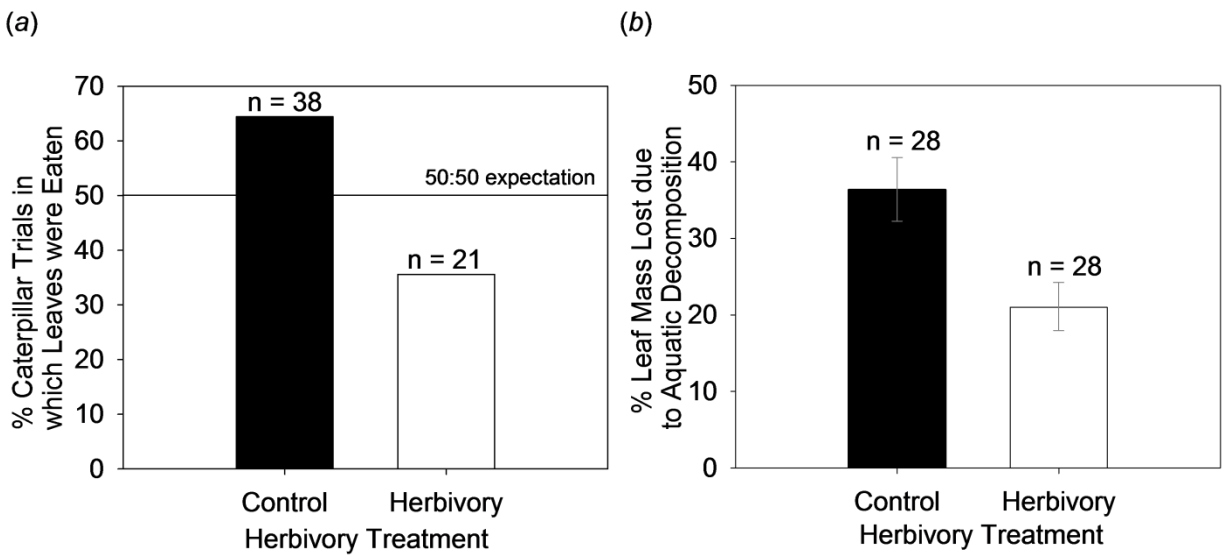 (a)
% Caterpillar Trials in
which Leaves were Eaten
70
60
50
40
30
20
10
0
n = 38
50:50 expectation
n = 21
Control
Herbivory
Herbivory Treatment
(b)
% Leaf Mass Lost due
to Aquatic Decomposition
50
40
30
20
10
0
n = 28
n = 28
Control
Herbivory
Herbivory Treatment